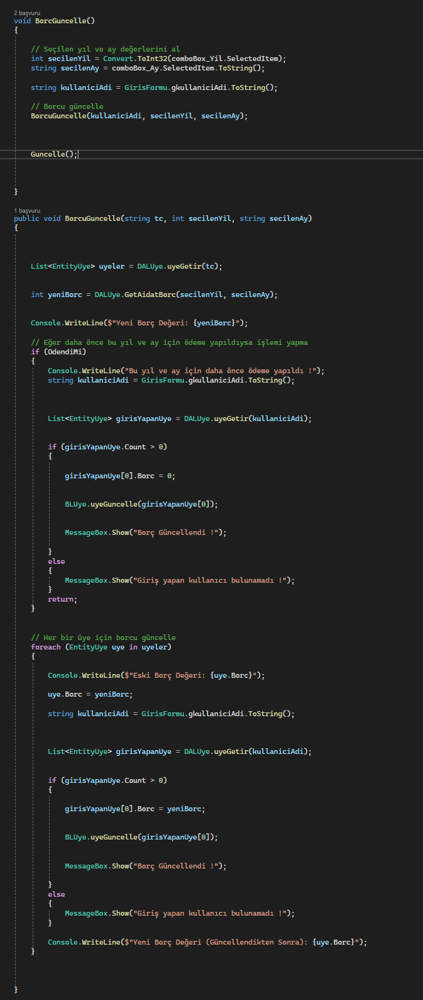 2 başvuru
void BorcGuncelle()
{
// Seçilen yıl ve ay değerlerini al
int secilenYil = Convert.ToInt32(comboBox_Yil.SelectedItem);
string secilenAy = comboBox_Ay.SelectedItem.ToString();
string kullaniciAdi = GirisFormu.gkullaniciAdi.ToString();
// Borcu güncelle
BorcuGuncelle(kullaniciAdi, secilenYil, secilenAy);
Guncelle();
}
1 başvuru
public void BorcuGuncelle(string tc, int secilenYil, string secilenAy)
{
List<EntityUye> uyeler = DALUye.uyeGetir(tc);
int yeniBorc = DALUye.GetAidatBorc(secilenYil, secilenAy);
Console.WriteLine($"Yeni Borç Değeri: {yeniBorc}");
// Eğer daha önce bu yıl ve ay için ödeme yapıldıysa işlemi yapma
if (OdendiMi)
{
Console.WriteLine("Bu yıl ve ay için daha önce ödeme yapıldı !");
string kullaniciAdi = GirisFormu.gkullaniciAdi.ToString();
List<EntityUye> girisYapanUye = DALUye.uyeGetir(kullaniciAdi);
if (girisYapanUye.Count > 0)
{
girisYapanUye[0].Borc = 0;
BLUye.uyeGuncelle(girisYapanUye[0]);
MessageBox.Show("Borç Güncellendi !");
}
else
{
MessageBox.Show("Giriş yapan kullanıcı bulunamadı !");
}
return;
}
// Her bir üye için borcu güncelle
foreach (EntityUye uye in uyeler)
{
Console.WriteLine($"Eski Borç Değeri: {uye.Borc}");
uye.Borc = yeniBorc;
string kullaniciAdi = GirisFormu.gkullaniciAdi.ToString();
List<EntityUye> girisYapanUye = DALUye.uyeGetir(kullaniciAdi);
if (girisYapanUye.Count > 0)
{
girisYapanUye[0].Borc = yeniBorc;
BLUye.uyeGuncelle(girisYapanUye[0]);
MessageBox.Show("Borç Güncellendi !");
}
else
{
MessageBox.Show("Giriş yapan kullanıcı bulunamadı !");
}
Console.WriteLine($"Yeni Borç Değeri (Güncellendikten Sonra): {uye.Borc}");
}
}